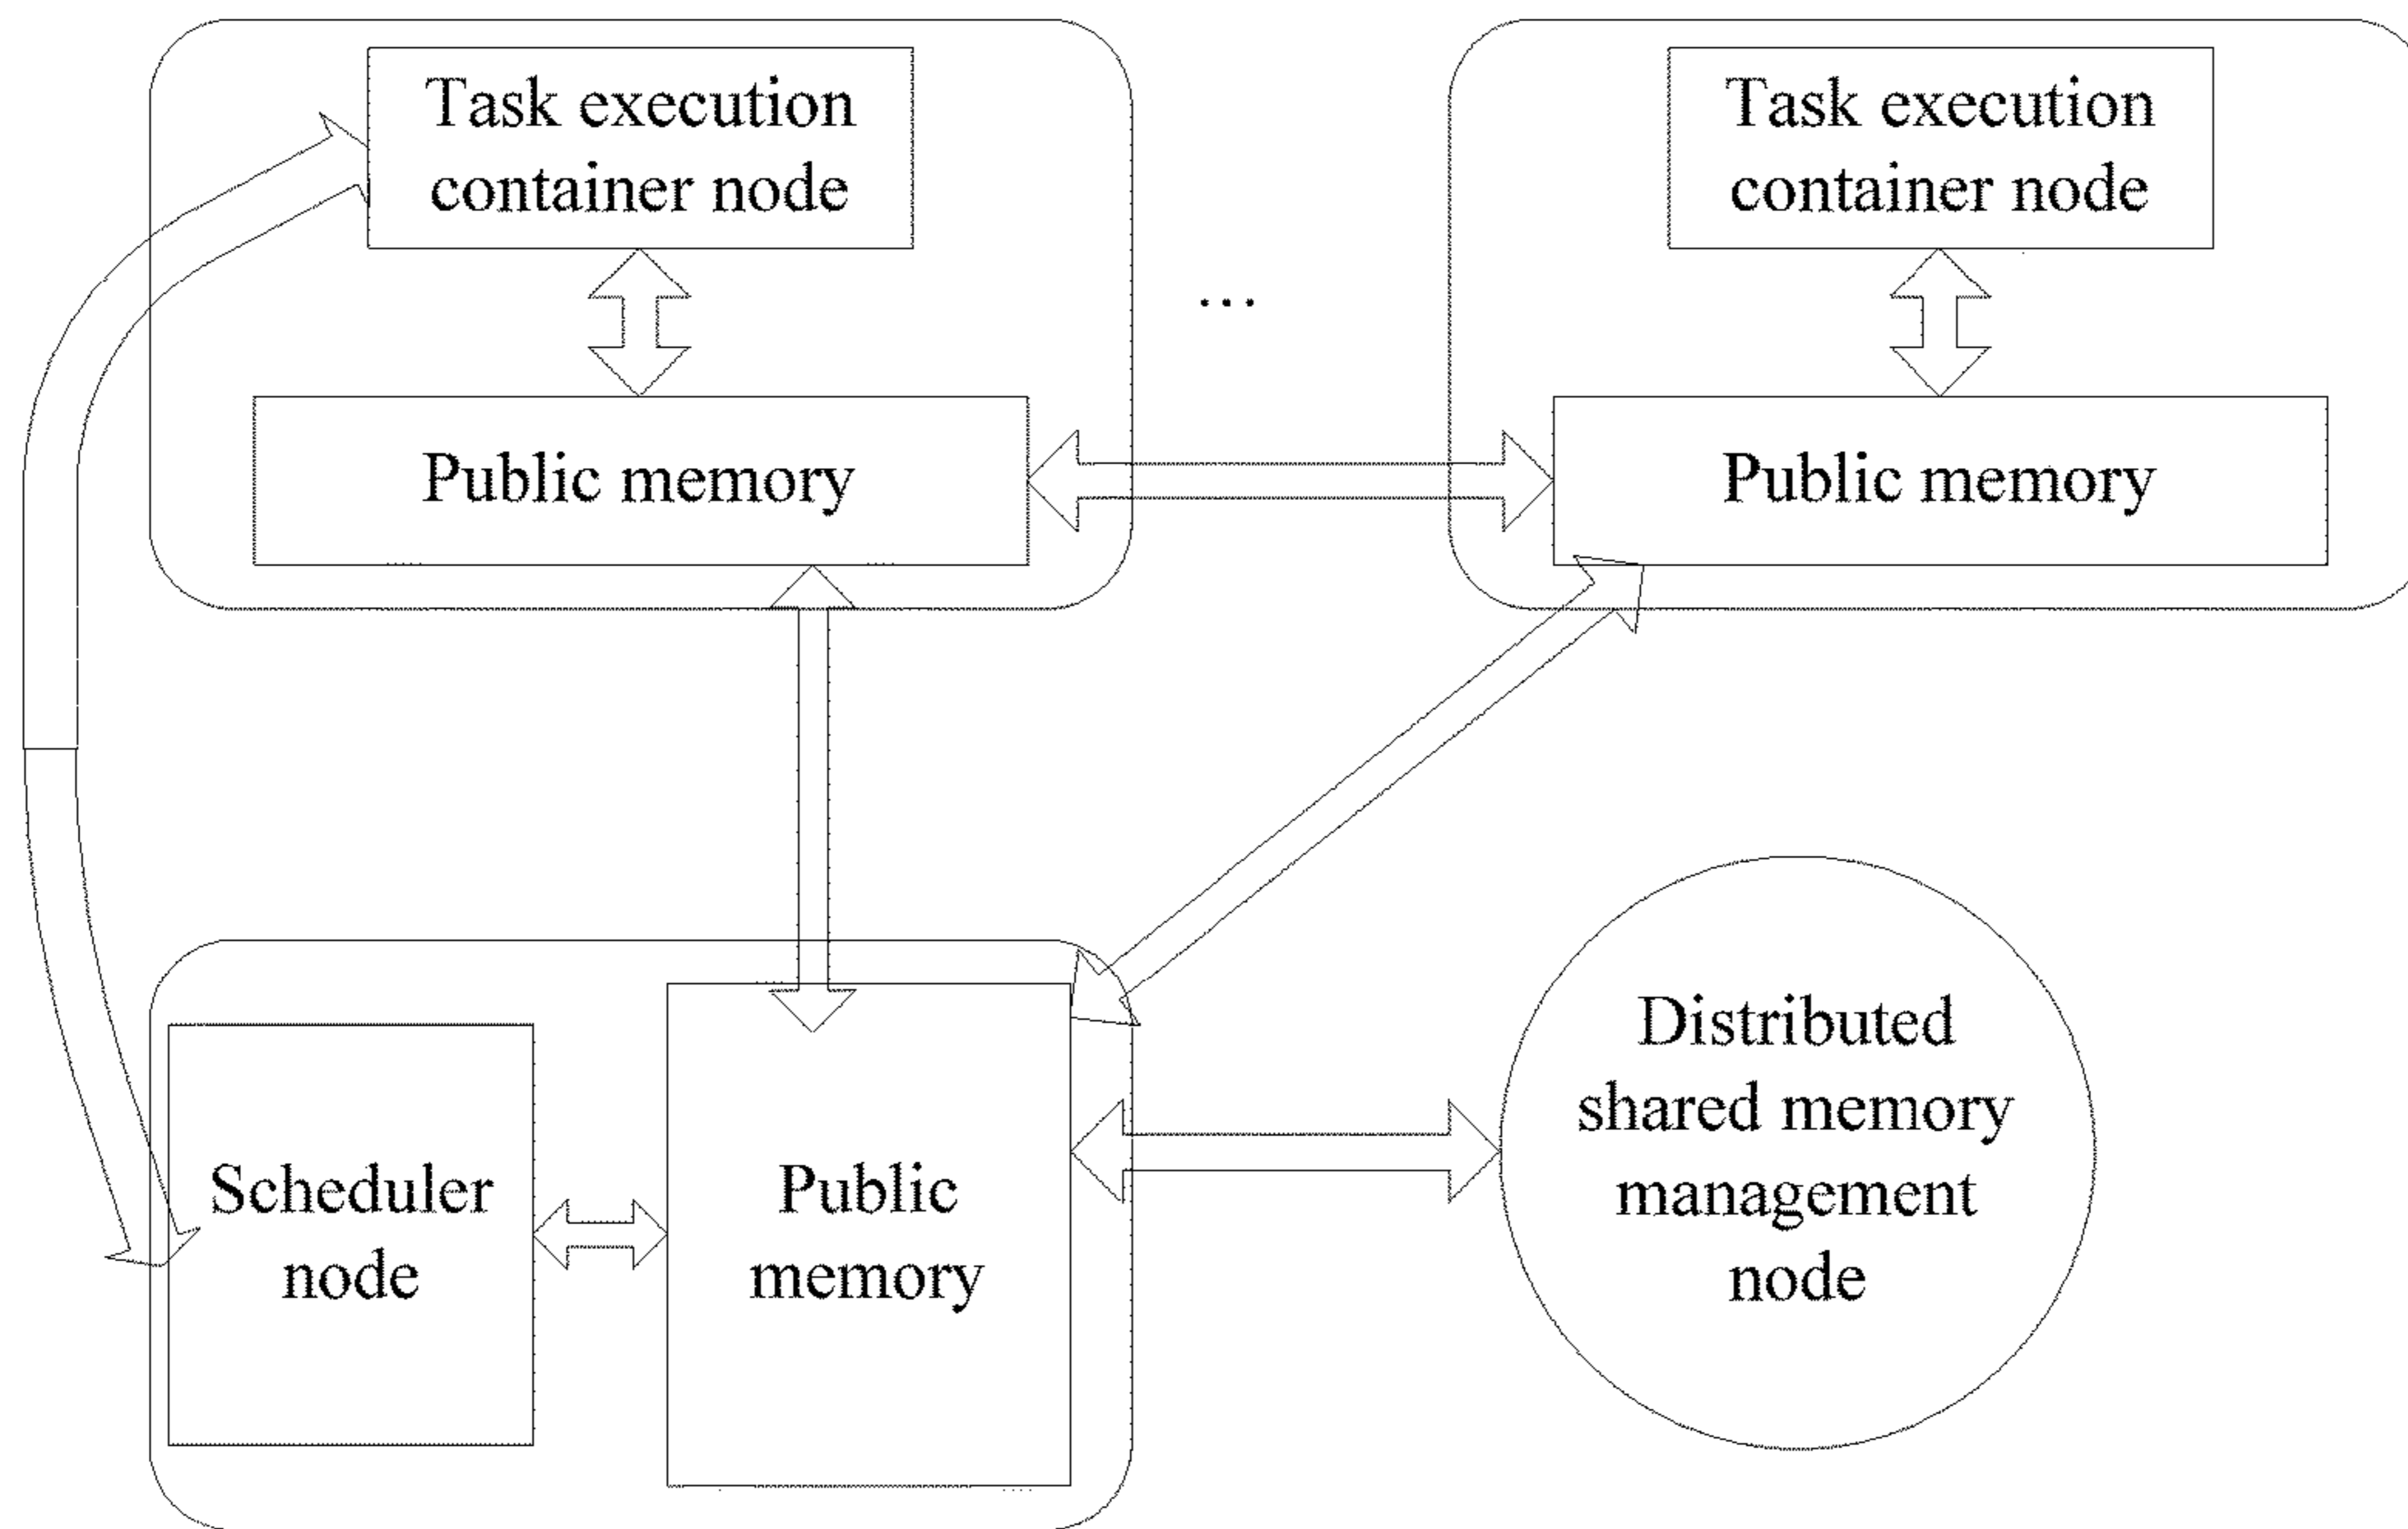 Task execution
container node
Public memory
...
Task execution
container node
Public memory
Scheduler
node
Public
memory
Distributed
shared memory
management
node